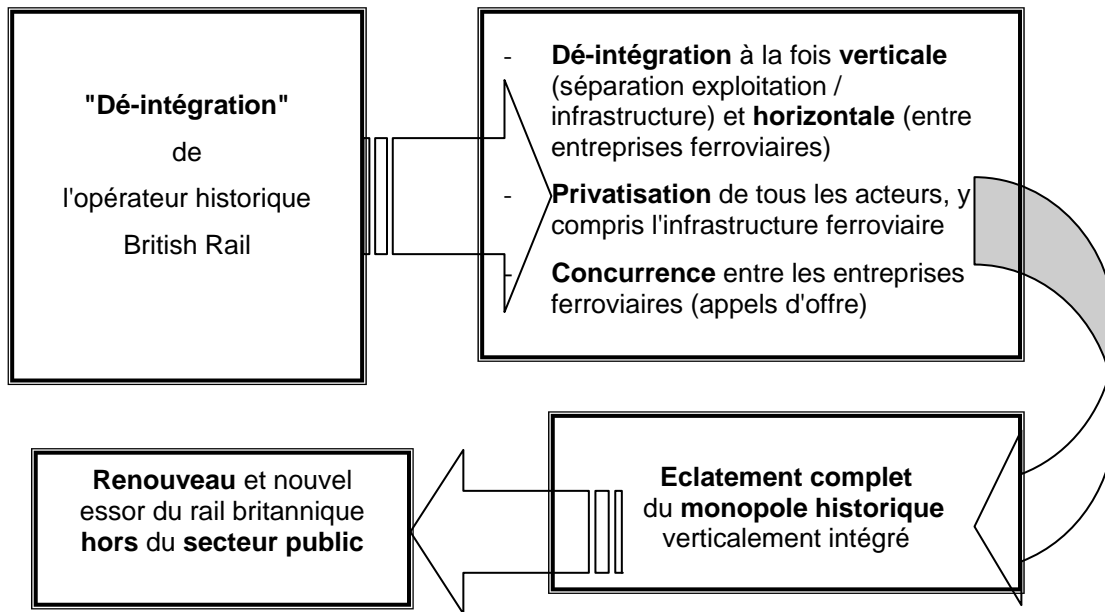 "Dé-intégration"
de
l'opérateur historique
British Rail
- Dé-intégration à la fois verticale
(séparation exploitation /
infrastructure) et horizontale (entre
entreprises ferroviaires)
- Privatisation de tous les acteurs, y
compris l'infrastructure ferroviaire
- Concurrence entre les entreprises
ferroviaires (appels d'offre)
Eclatement complet
du monopole historique
verticalement intégré
Renouveau et nouvel
essor du rail britannique
hors du secteur public